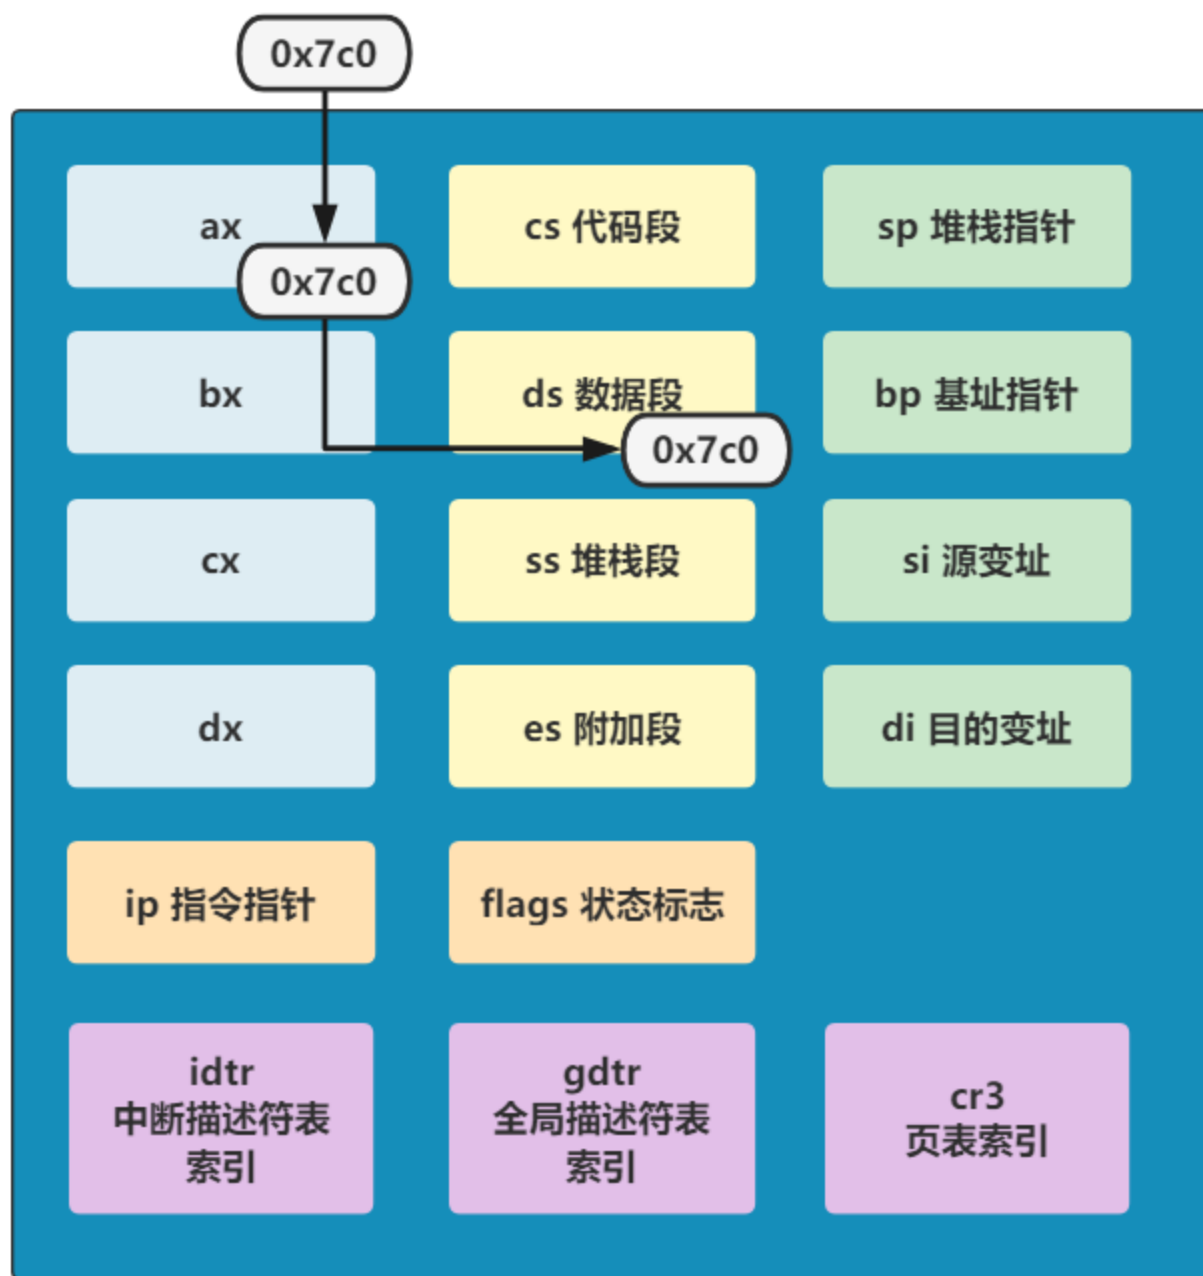 0x7c0
ax
cs 代码段
sp 堆栈指针
0x7c0
bx
ds 数据段
bp 基址指针
0x7c0
cx
ss 堆栈段
si 源变址
dx
es 附加段
di 目的变址
ip 指令指针
flags 状态标志
idtr
中断描述符表
索引
gdtr
全局描述符表
索引
cr3
页表索引